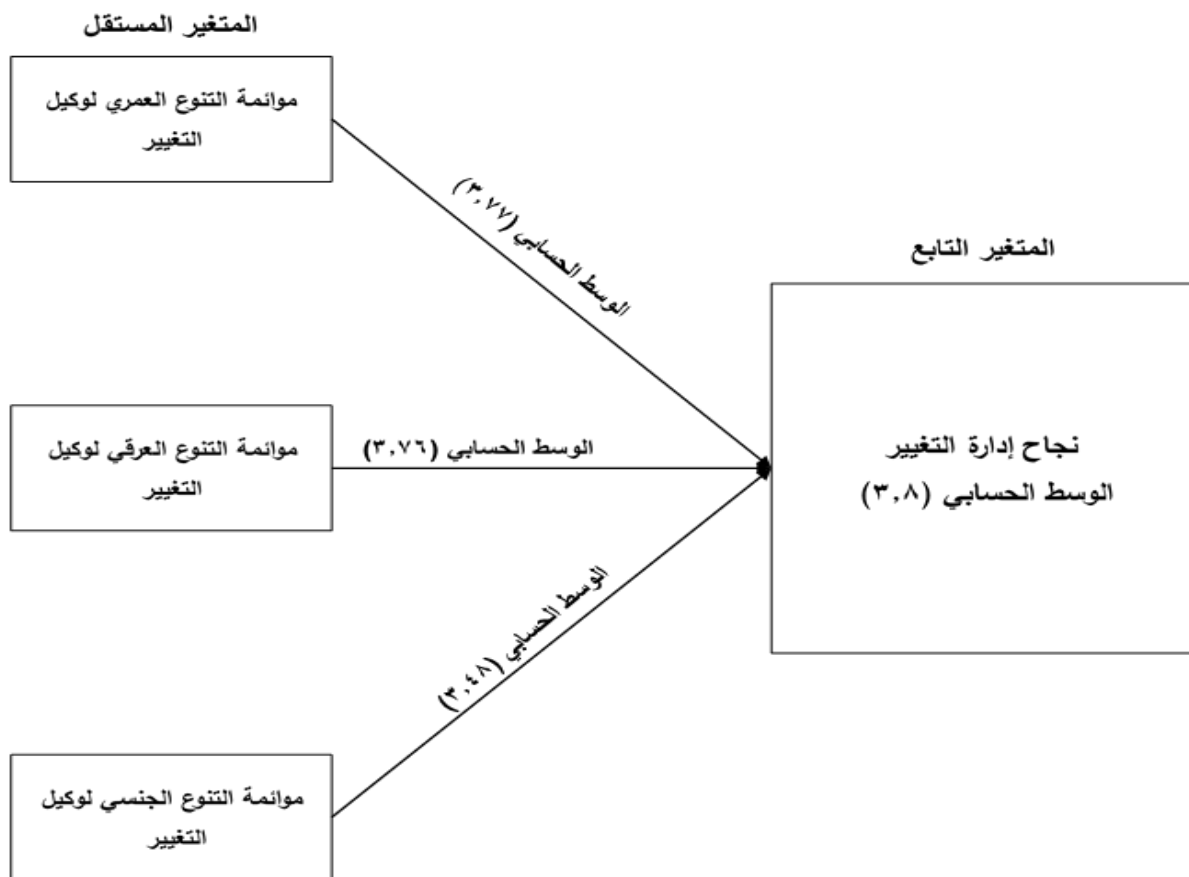 المتغير المستقل
موائمة التنوع العمري لوكيل
التغيير
الوسط الحسابي (٣,٧٧)
المتغير التابع
موائمة التنوع العرقي لوكيل
التغيير
الوسط الحسابي (٣,٧٦)
نجاح إدارة التغيير
الوسط الحسابي (٣,٨)
الوسط الحسابي (٣,٤٨)
موائمة التنوع الجنسي لوكيل
التغيير